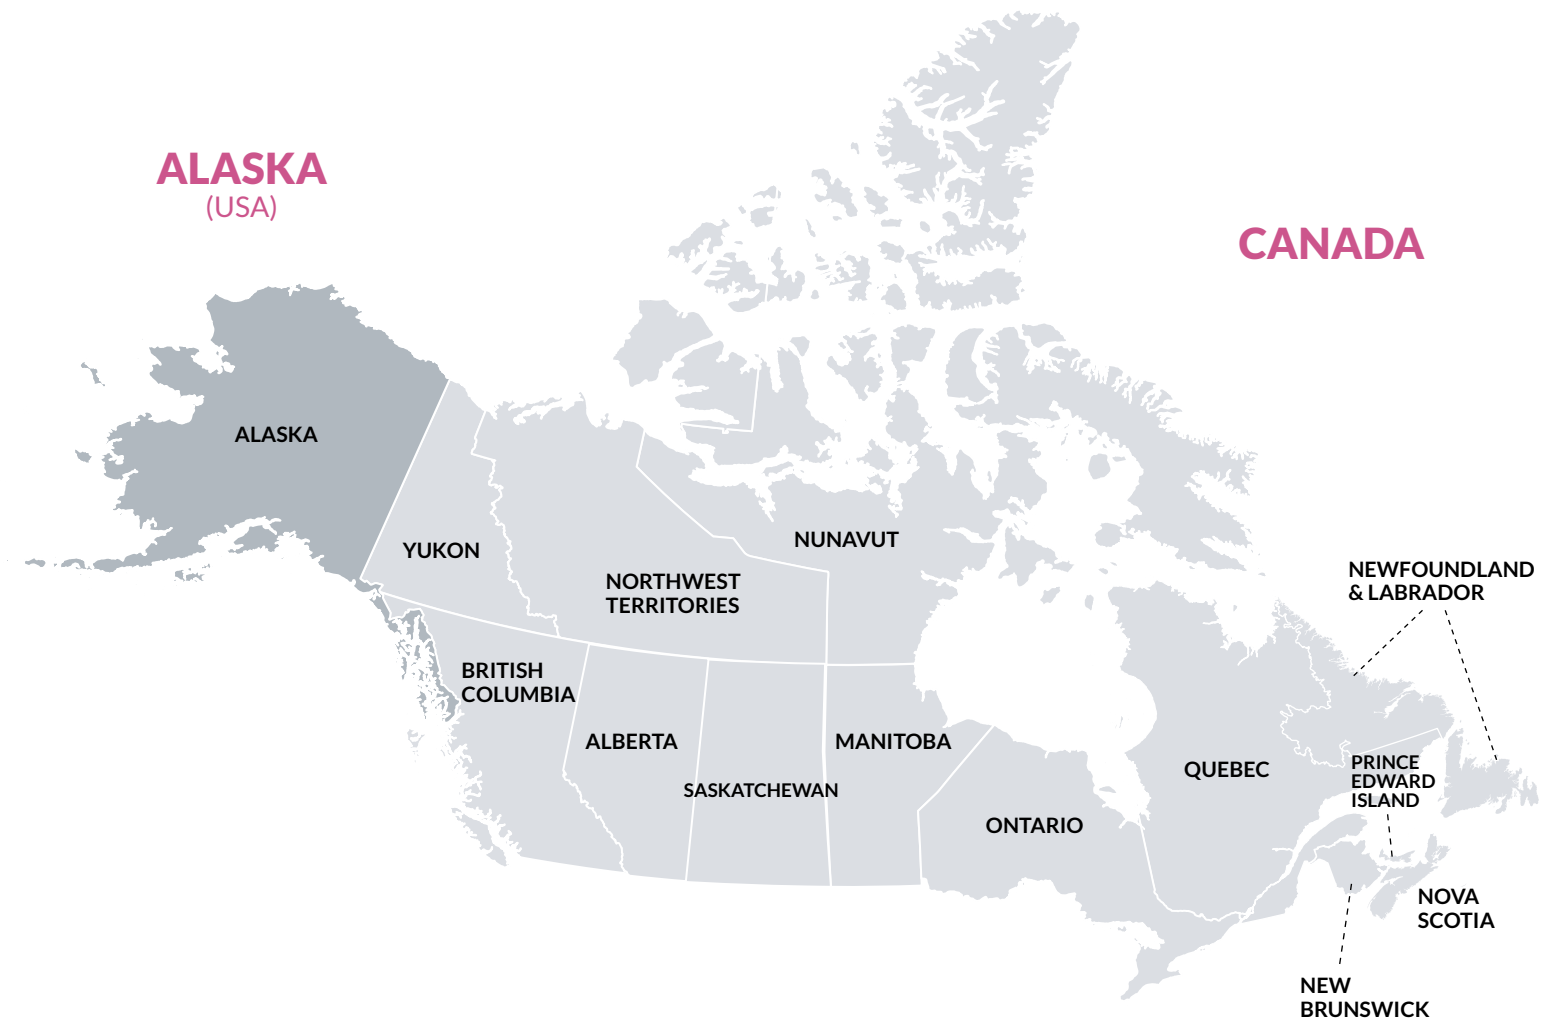 ALASKA
(USA)
CANADA
ALASKA
YUKON
NUNAVUT
NORTHWEST
TERRITORIES
NEWFOUNDLAND
& LABRADOR
BRITISH
COLUMBIA
ALBERTA
MANITOBA
SASKATCHEWAN
QUEBEC
PRINCE
EDWARD
ISLAND
ONTARIO
NOVA
SCOTIA
NEW
BRUNSWICK